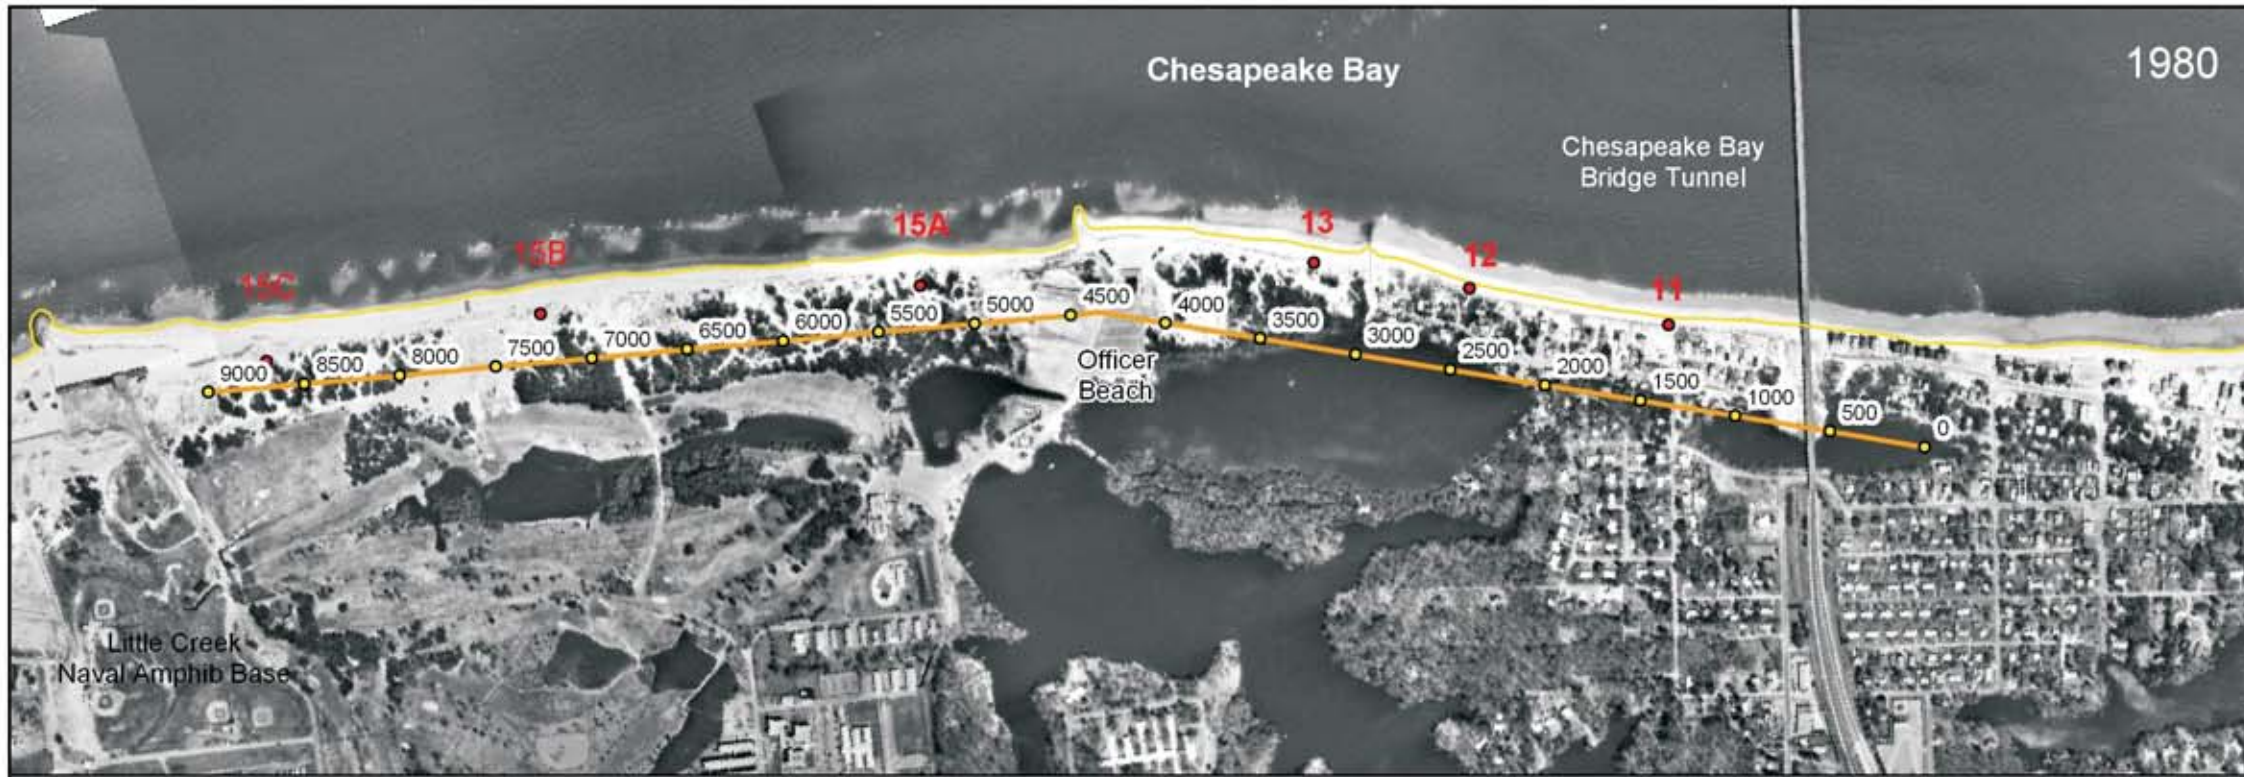 1980
Chesapeake Bay
Chesapeake Bay
Bridge Tunnel
15C
15B
15A
13
12
11
9000
8500
8000
7500
7000
6500
6000
5500
5000
4500
4000
3500
3000
2500
2000
1500
1000
500
0
Officer
Beach
Little Creek
Naval Amphib Base